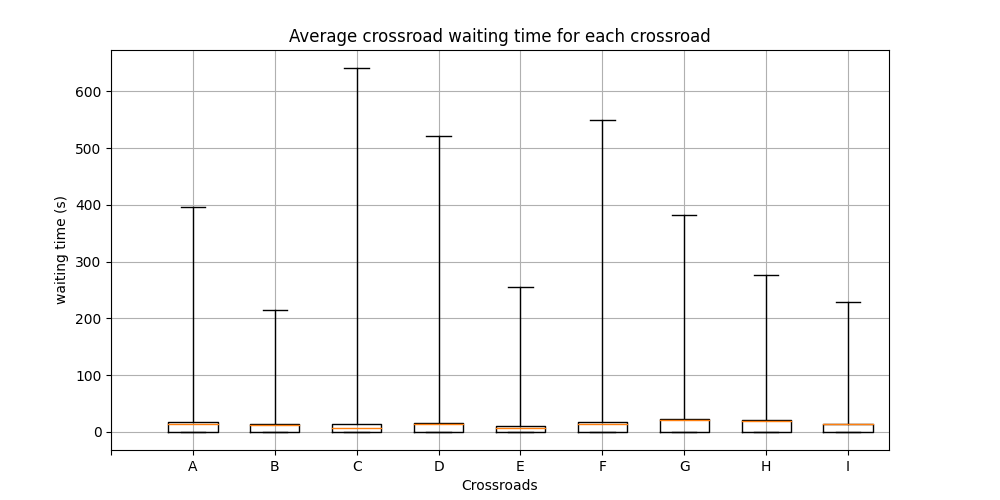 Average crossroad waiting time for each crossroad
waiting time (s)
600
500
400
300
200
100
0
A B C D E F G H I
Crossroads